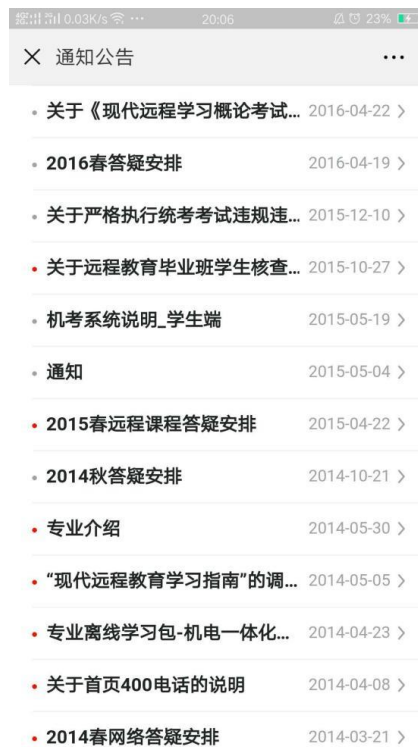 0.03K/s ... 20:06 23%
× 通知公告 ...
• 关于《现代远程学习概论考试... 2016-04-22 >
• 2016春答疑安排 2016-04-19 >
• 关于严格执行统考考试违规违... 2015-12-10 >
• 关于远程教育毕业班学生核查... 2015-10-27 >
• 机考系统说明_学生端 2015-05-19 >
• 通知 2015-05-04 >
• 2015春远程课程答疑安排 2015-04-22 >
• 2014秋答疑安排 2014-10-21 >
• 专业介绍 2014-05-30 >
• “现代远程教育学习指南”的调... 2014-05-05 >
• 专业离线学习包-机电一体化... 2014-04-23 >
• 关于首页400电话的说明 2014-04-08 >
• 2014春网络答疑安排 2014-03-21 >